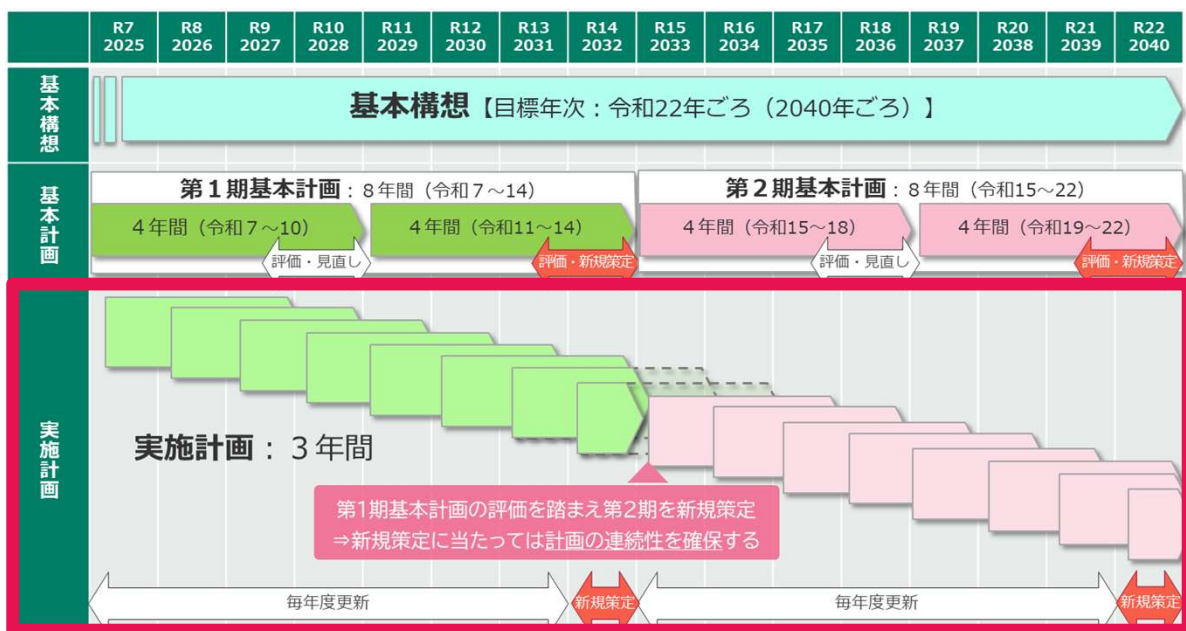 R7 R8 R9 R10 R11 R12 R13 R14 R15 R16 R17 R18 R19 R20 R21 R22
2025 2026 2027 2028 2029 2030 2031 2032 2033 2034 2035 2036 2037 2038 2039 2040
基本構想
基本構想【目標年次：令和22年ごろ（2040年ごろ）】
基本計画
第１期基本計画：８年間（令和７～14） 第２期基本計画：８年間（令和15～22）
４年間（令和７～10） ４年間（令和11～14） ４年間（令和15～18） ４年間（令和19～22）
評価・見直し 評価・新規策定 評価・見直し 評価・新規策定
実施計画
実施計画：３年間
第1期基本計画の評価を踏まえ第2期を新規策定
⇒新規策定に当たっては計画の連続性を確保する
毎年度更新 新規策定 毎年度更新 新規策定